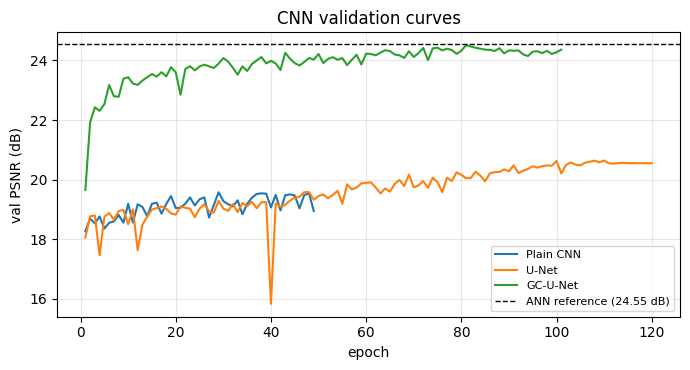 CNN validation curves
val PSNR (dB)
24
22
20
18
16
0
20
40
60
80
100
120
epoch
Plain CNN
U-Net
GC-U-Net
ANN reference (24.55 dB)